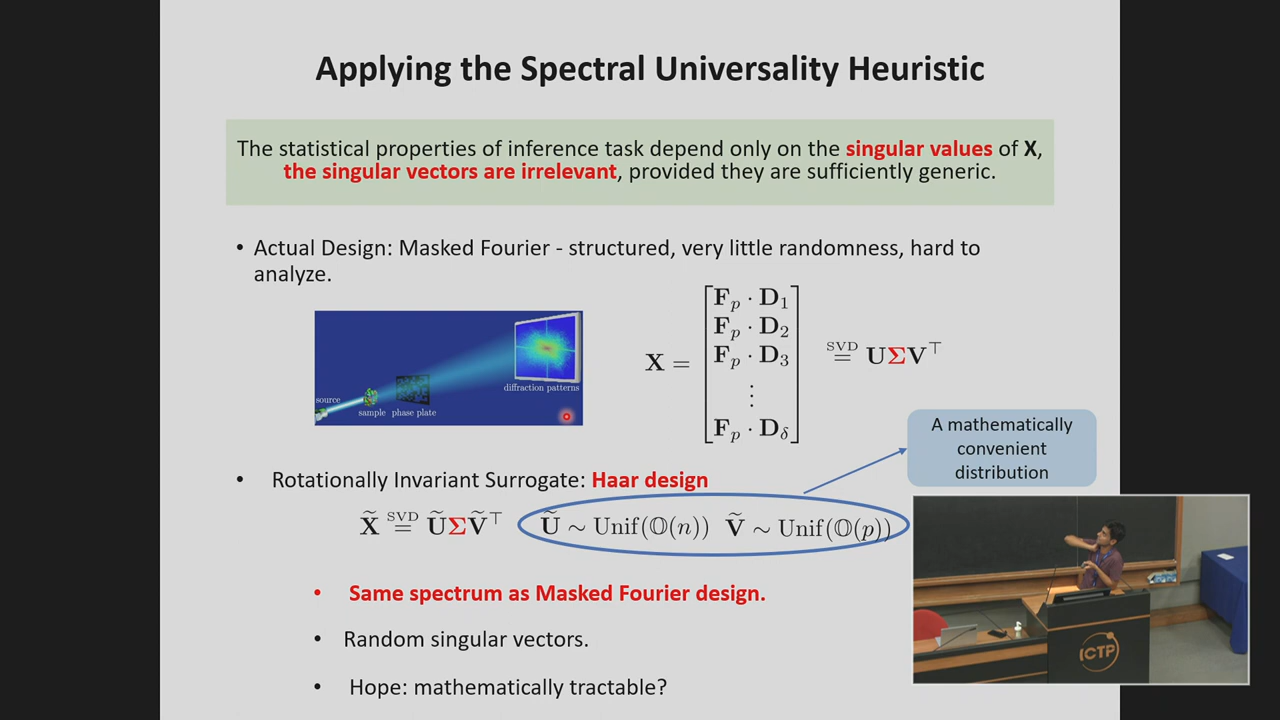 Applying the Spectral Universality Heuristic
The statistical properties of inference task depend only on the singular values of X,
the singular vectors are irrelevant, provided they are sufficiently generic.
• Actual Design: Masked Fourier - structured, very little randomness, hard to
analyze.
source
sample phase plate
diffraction patterns
X = [F_p · D_1
F_p · D_2
F_p · D_3
⋮
F_p · D_δ]
SVD
= UΣV^⊤
A mathematically
convenient
distribution
• Rotationally Invariant Surrogate: Haar design
X̃ SVD= ŨΣṼ^⊤ Ũ ~ Unif(𝕆(n)) Ṽ ~ Unif(𝕆(p))
• Same spectrum as Masked Fourier design.
• Random singular vectors.
• Hope: mathematically tractable?
ICTP